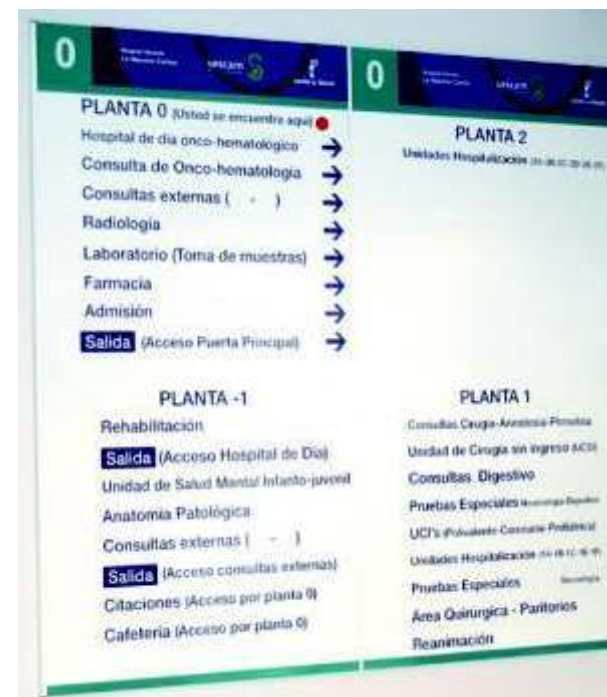 0
PLANTA 0 (Usted se encuentra aquí)
Hospital de día onco-hematológico
Consulta de Onco-hematología
Consultas externas ( - )
Radiología
Laboratorio (Toma de muestras)
Farmacia
Admisión
Salida (Acceso Puerta Principal)
PLANTA -1
Rehabilitación
Salida (Acceso Hospital de Día)
Unidad de Salud Mental Infanto-juvenil
Anatomía Patológica
Consultas externas ( - )
Salida (Acceso consultas externas)
Citaciones (Acceso por planta 0)
Cafetería (Acceso por planta 0)
0
PLANTA 2
Unidades Hospitalización
PLANTA 1
Consultas Cirugía-Anestesia
Unidad de Cirugía sin ingreso (UCSI)
Consultas Digestivo
Pruebas Especiales
UCI's
Unidades Hospitalización
Pruebas Especiales
Área Quirúrgica - Paritorios
Reanimación